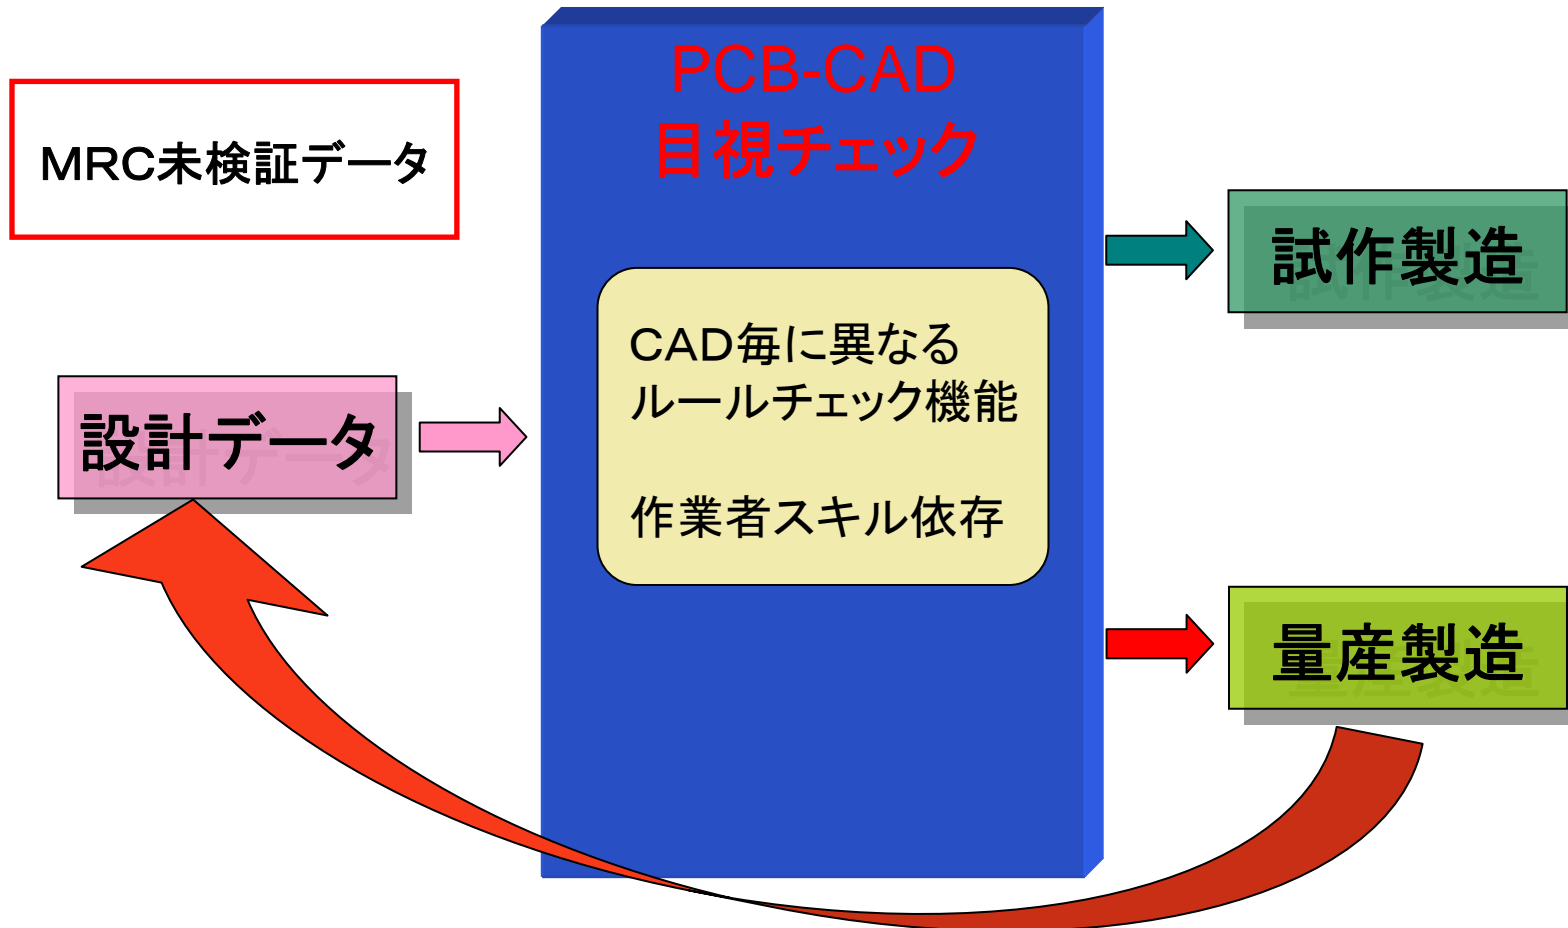 PCB-CAD
目視チェック
ＭＲＣ未検証データ
試作製造
ＣＡＤ毎に異なる
ルールチェック機能
設計データ
作業者スキル依存
量産製造